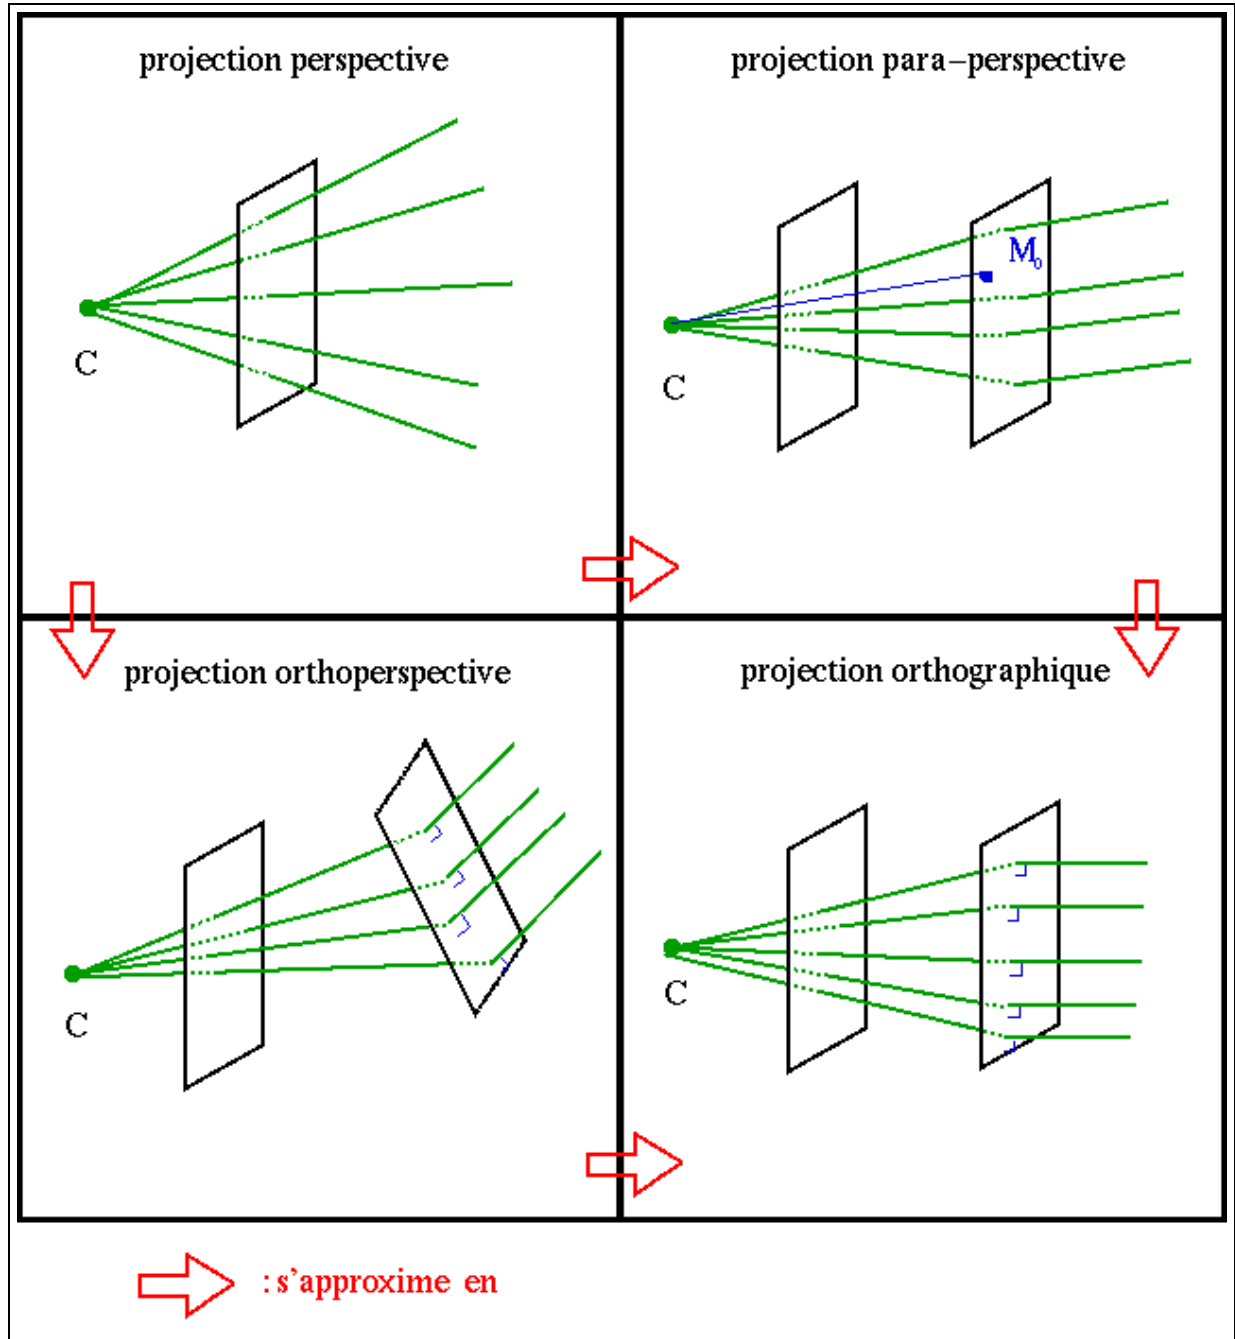 projection perspective
projection para-perspective
M0
C
C
projection orthoperspective
projection orthographique
C
C
: s'approxime en